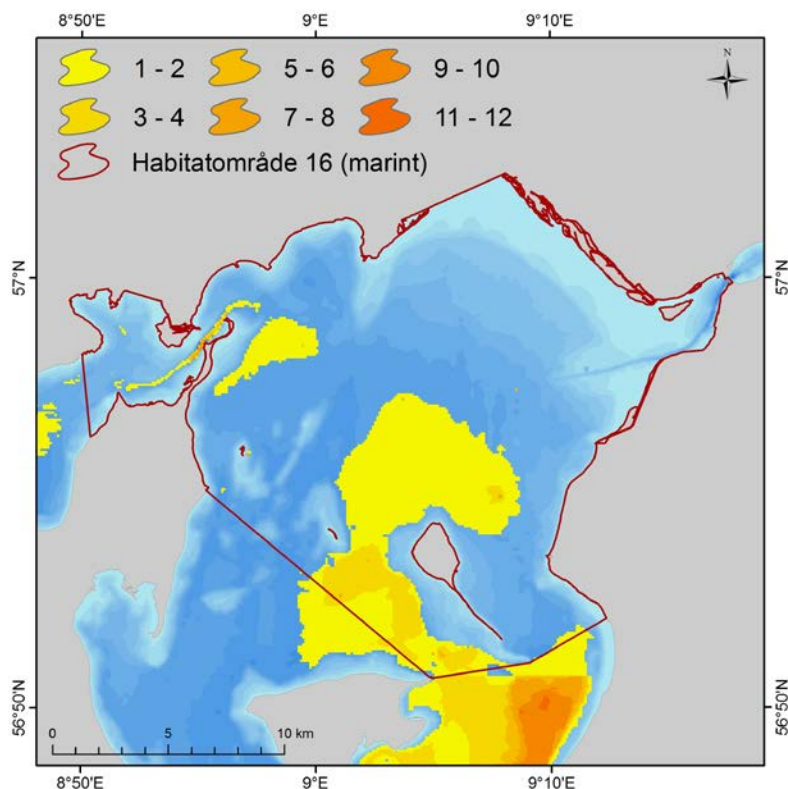 8°50'E 9°E 9°10'E
N
1 - 2 5 - 6 9 - 10
3 - 4 7 - 8 11 - 12
Habitatområde 16 (marint)
57°N 57°N
56°50'N 56°50'N
0 5 10 km
8°50'E 9°E 9°10'E